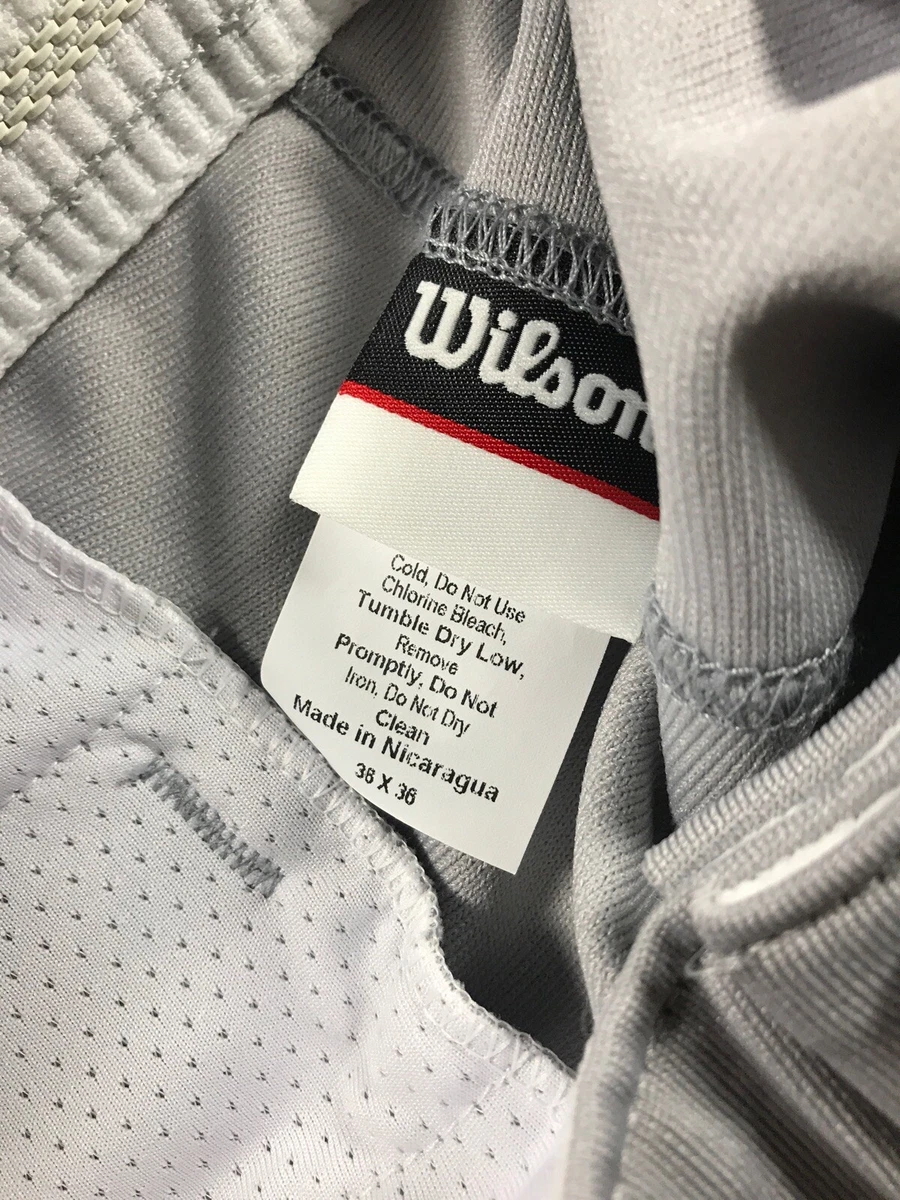 Wilson
Cold, Do Not Use
Chlorine Bleach,
Tumble Dry Low,
Remove
Promptly, Do Not
Iron, Do Not Dry
Clean
Made in Nicaragua
36 X 36